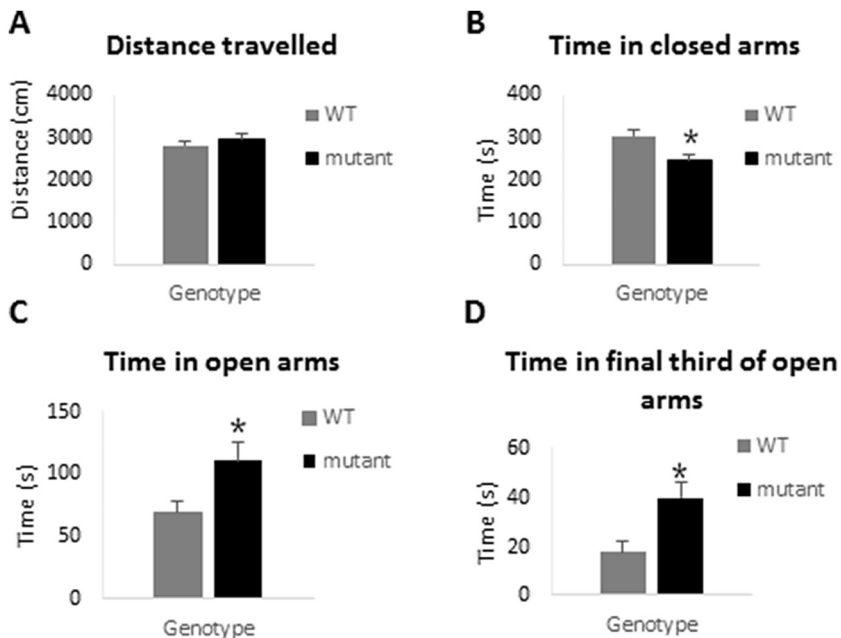 A
Distance travelled
Distance (cm)
4000
3000
2000
1000
0
WT
mutant
Genotype
B
Time in closed arms
Time (s)
400
300
200
100
0
*
WT
mutant
Genotype
C
Time in open arms
Time (s)
150
100
50
0
*
WT
mutant
Genotype
D
Time in final third of open
arms
Time (s)
60
40
20
0
*
WT
mutant
Genotype